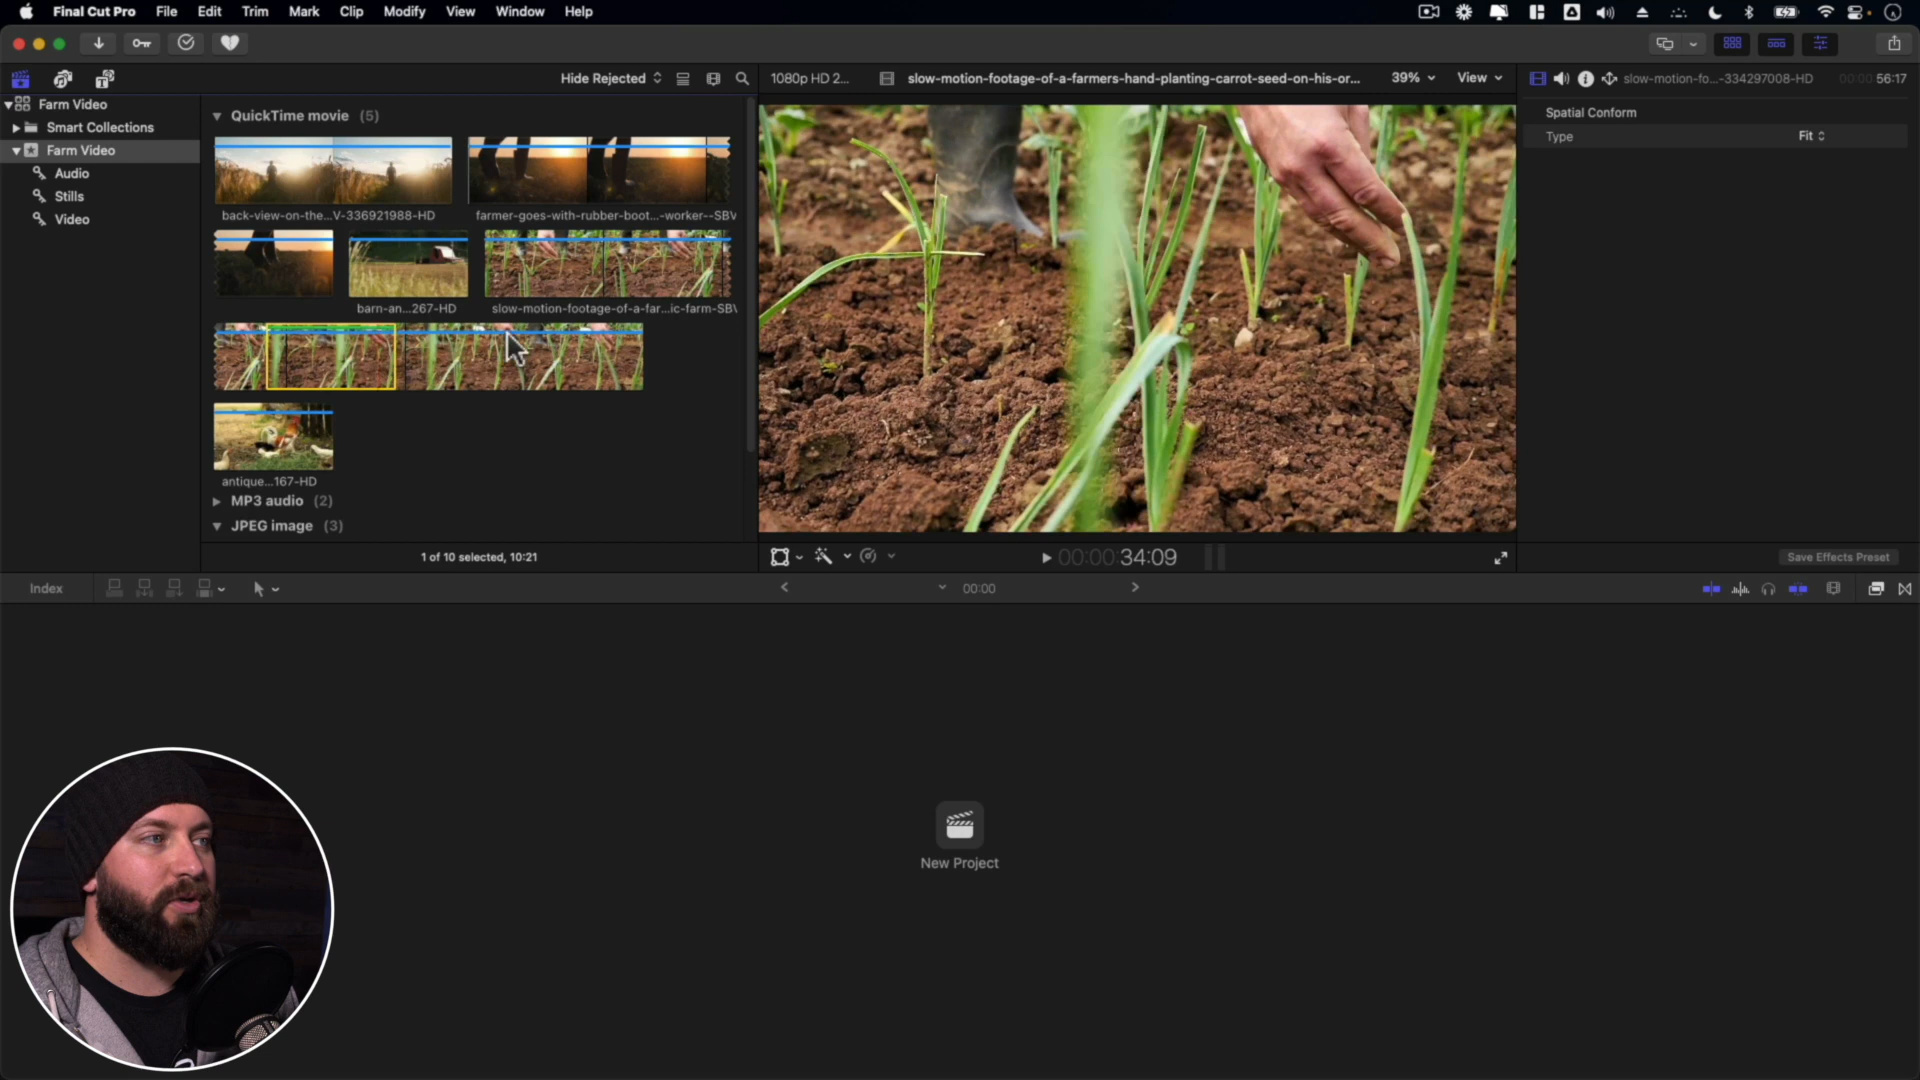 Final Cut Pro File Edit Trim Mark Clip Modify View Window Help
Hide Rejected
1080p HD 2...
slow-motion-footage-of-a-farmers-hand-planting-carrot-seed-on-his-or...
39%
View
slow-motion-fo...-334297008-HD
00:00:56:17
Farm Video
Smart Collections
Farm Video
Audio
Stills
Video
QuickTime movie (5)
back-view-on-the...V-336921988-HD
farmer-goes-with-rubber-boot...-worker--SBV
barn-an...267-HD
slow-motion-footage-of-a-far...ic-farm-SBV
antique...167-HD
MP3 audio (2)
JPEG image (3)
1 of 10 selected, 10:21
Spatial Conform
Type
Fit
00:00:34:09
Save Effects Preset
Index
00:00
New Project